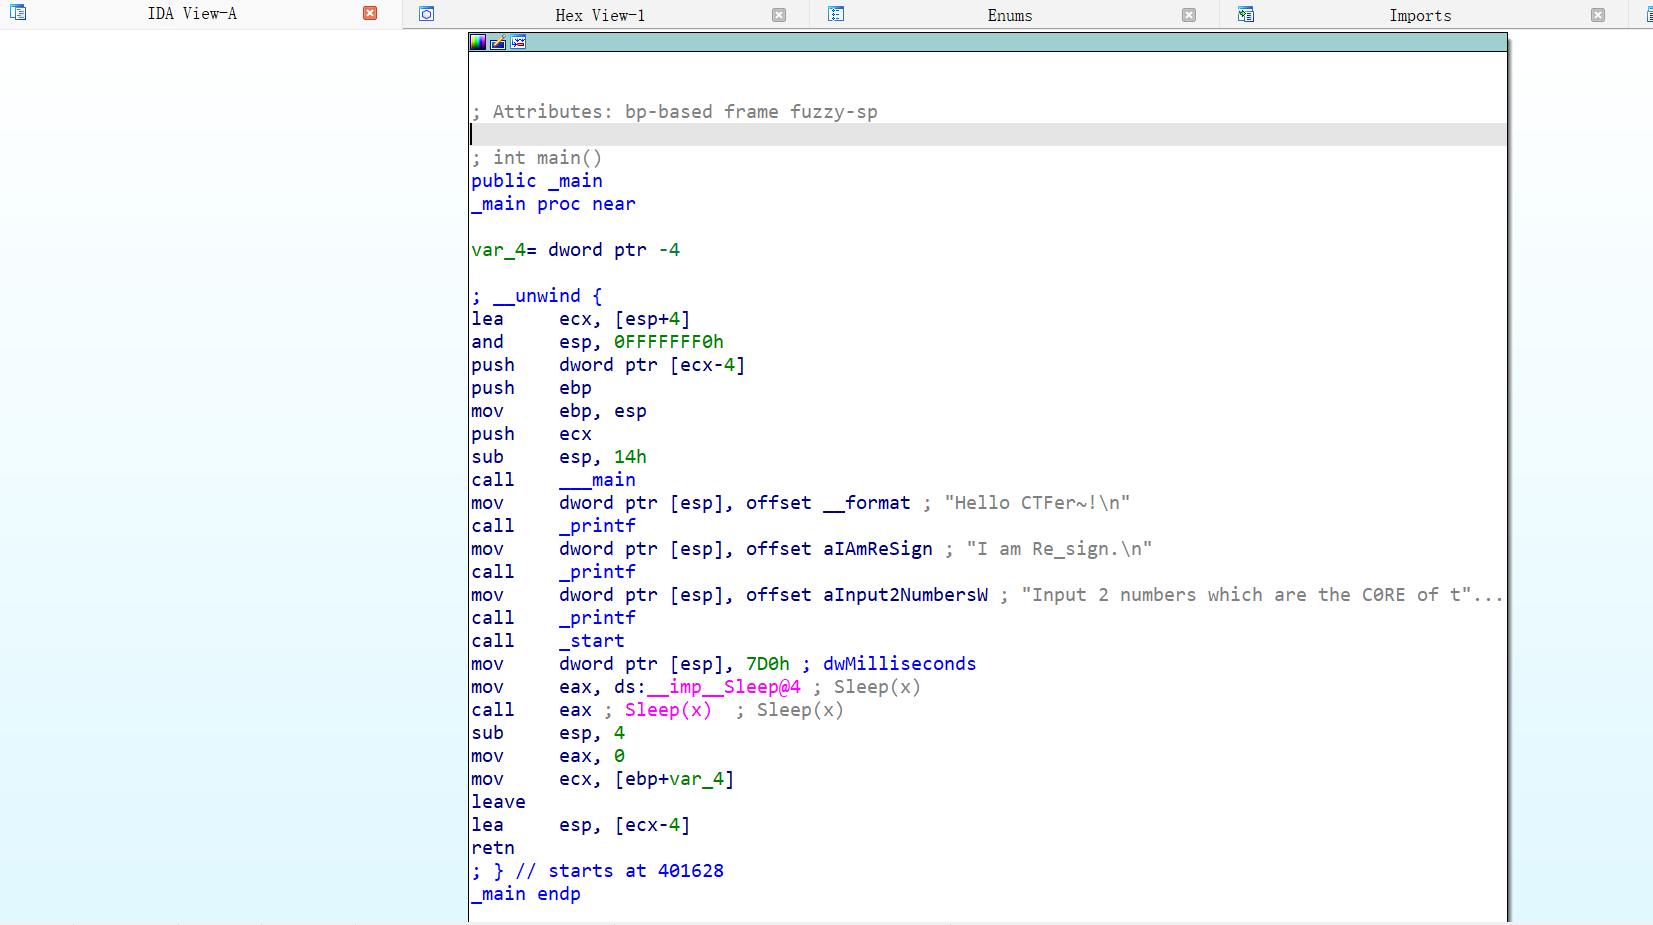 IDA View-A Hex View-1 Enums Imports
; Attributes: bp-based frame fuzzy-sp
; int main()
public _main
_main proc near
var_4= dword ptr -4
; __unwind {
lea ecx, [esp+4]
and esp, 0FFFFFFF0h
push dword ptr [ecx-4]
push ebp
mov ebp, esp
push ecx
sub esp, 14h
call ___main
mov dword ptr [esp], offset __format ; "Hello CTFer~!\n"
call _printf
mov dword ptr [esp], offset aIAmReSign ; "I am Re_sign.\n"
call _printf
mov dword ptr [esp], offset aInput2NumbersW ; "Input 2 numbers which are the C0RE of t"...
call _printf
call _start
mov dword ptr [esp], 7D0h ; dwMilliseconds
mov eax, ds:__imp__Sleep@4 ; Sleep(x)
call eax ; Sleep(x) ; Sleep(x)
sub esp, 4
mov eax, 0
mov ecx, [ebp+var_4]
leave
lea esp, [ecx-4]
retn
; } // starts at 401628
_main endp